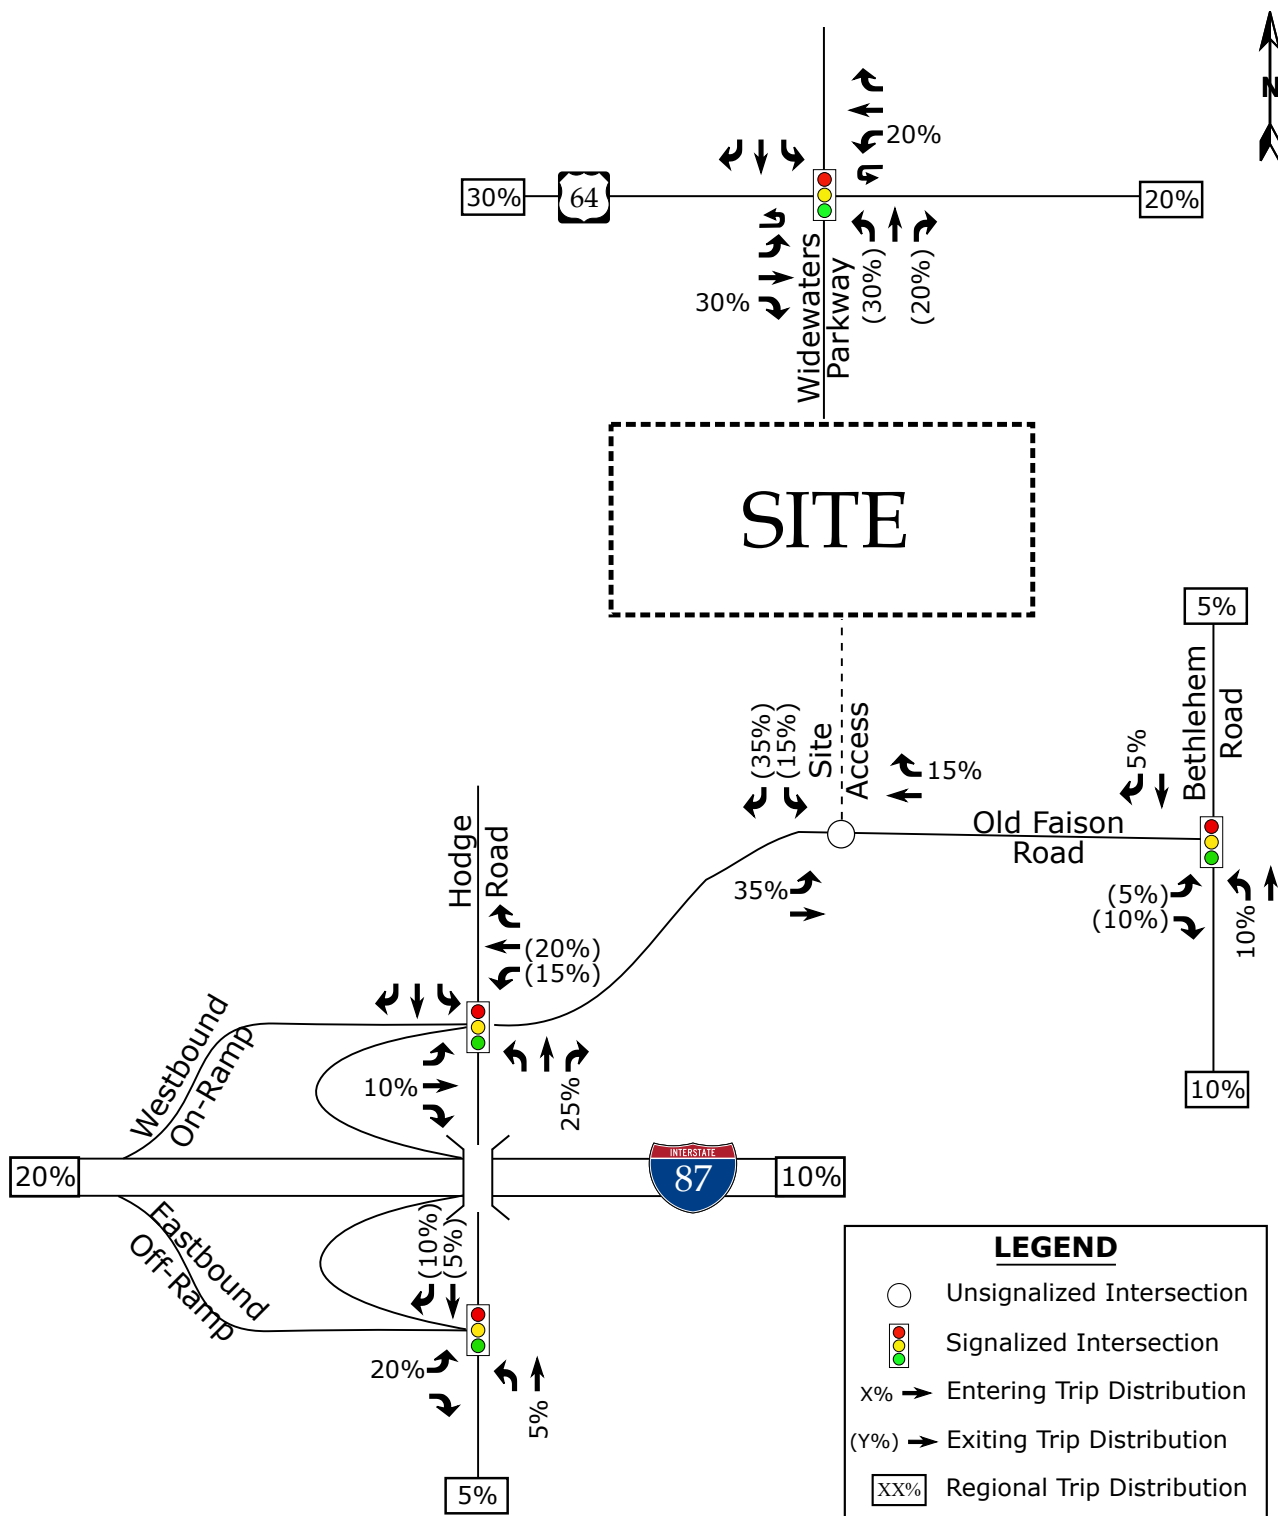 N
20%
30%
64
20%
30%
Widewaters
Parkway
(30%)
(20%)
SITE
5%
Bethlehem
Road
5%
(35%)
(15%)
Site
Access
15%
Old Faison
Road
35%
(5%)
(10%)
10%
10%
Hodge
Road
(20%)
(15%)
Westbound
On-Ramp
10%
25%
20%
INTERSTATE
87
10%
Eastbound
Off-Ramp
(10%)
(5%)
20%
5%
5%
LEGEND
Unsignalized Intersection
Signalized Intersection
X% Entering Trip Distribution
(Y%) Exiting Trip Distribution
XX% Regional Trip Distribution